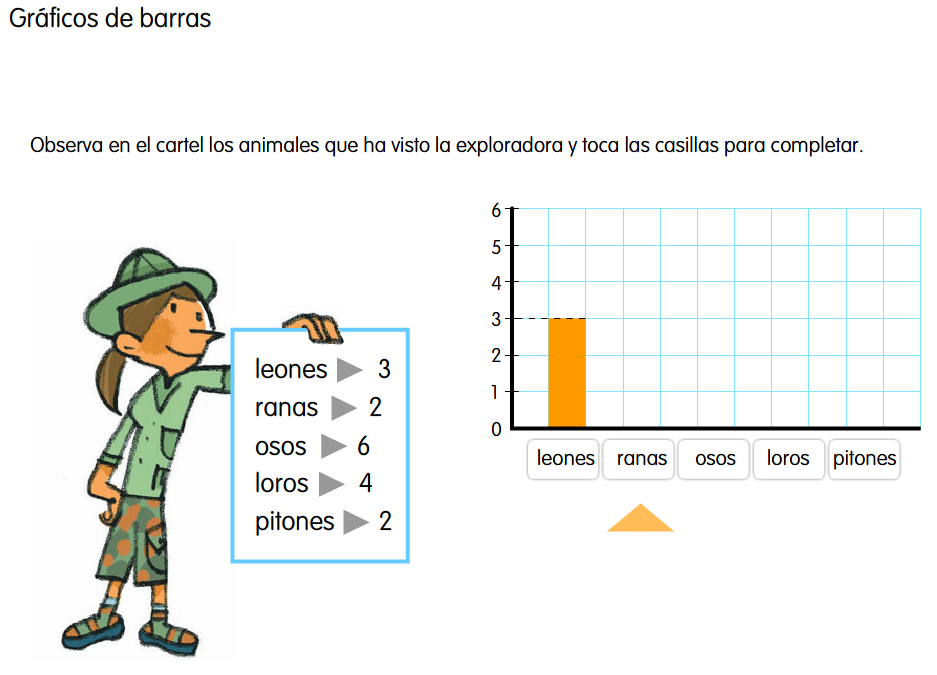 Gráficos de barras
Observa en el cartel los animales que ha visto la exploradora y toca las casillas para completar.
leones ▶ 3
ranas ▶ 2
osos ▶ 6
loros ▶ 4
pitones ▶ 2
6
5
4
3
2
1
0
leones ranas osos loros pitones